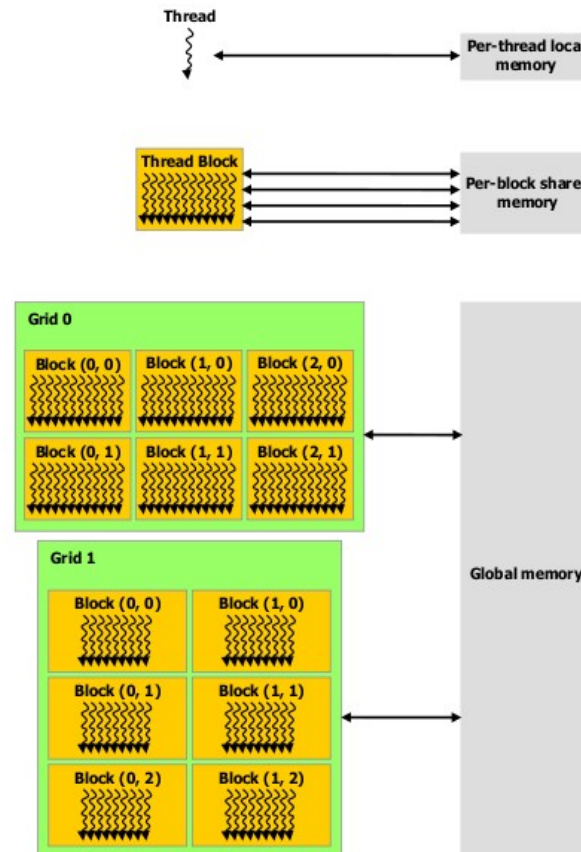 Thread
Per-thread loca
memory
Thread Block
Per-block share
memory
Grid 0
Block (0, 0) Block (1, 0) Block (2, 0)
Block (0, 1) Block (1, 1) Block (2, 1)
Grid 1
Block (0, 0) Block (1, 0)
Block (0, 1) Block (1, 1)
Block (0, 2) Block (1, 2)
Global memory